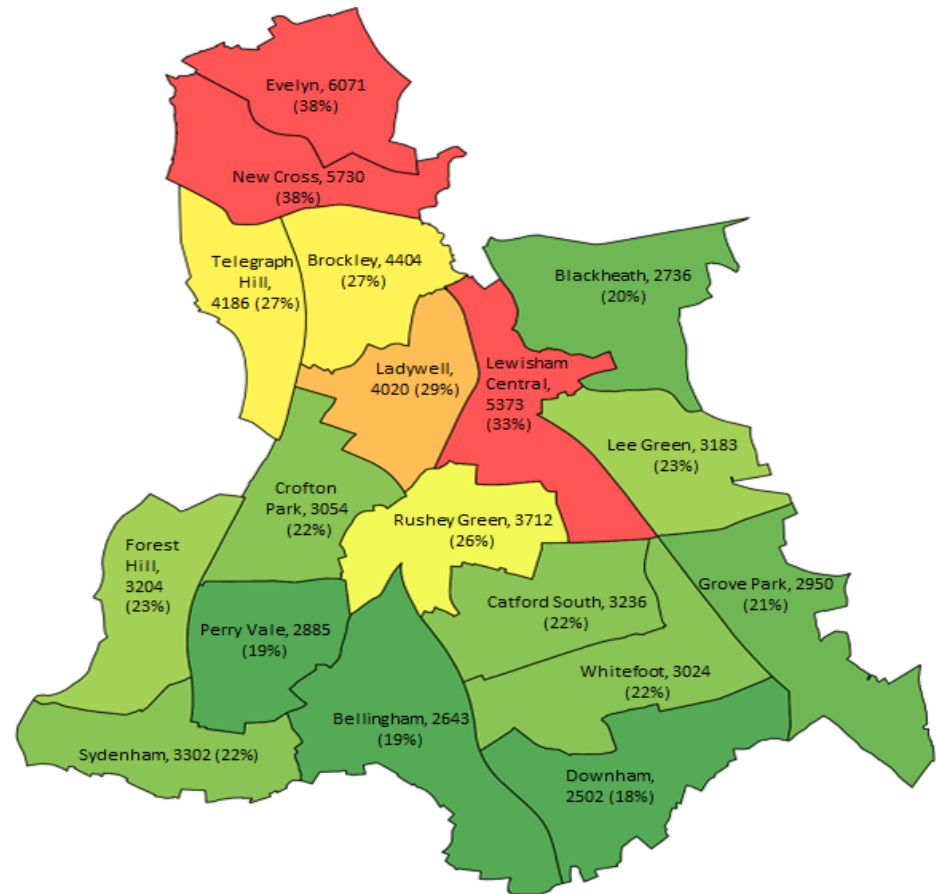 Evelyn, 6071
(38%)
New Cross, 5730
(38%)
Telegraph
Hill,
4186 (27%)
Brockley, 4404
(27%)
Blackheath, 2736
(20%)
Ladywell,
4020 (29%)
Lewisham
Central,
5373
(33%)
Lee Green, 3183
(23%)
Crofton
Park, 3054
(22%)
Rushey Green, 3712
(26%)
Forest
Hill,
3204
(23%)
Catford South, 3236
(22%)
Grove Park, 2950
(21%)
Perry Vale, 2885
(19%)
Whitefoot, 3024
(22%)
Bellingham, 2643
(19%)
Sydenham, 3302 (22%)
Downham,
2502 (18%)